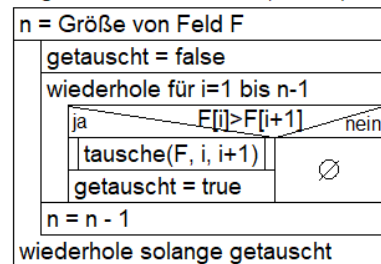 n = Größe von Feld F
getauscht = false
wiederhole für i=1 bis n-1
ja F[i]>F[i+1] nein
tausche(F, i, i+1)
∅
getauscht = true
n = n - 1
wiederhole solange getauscht